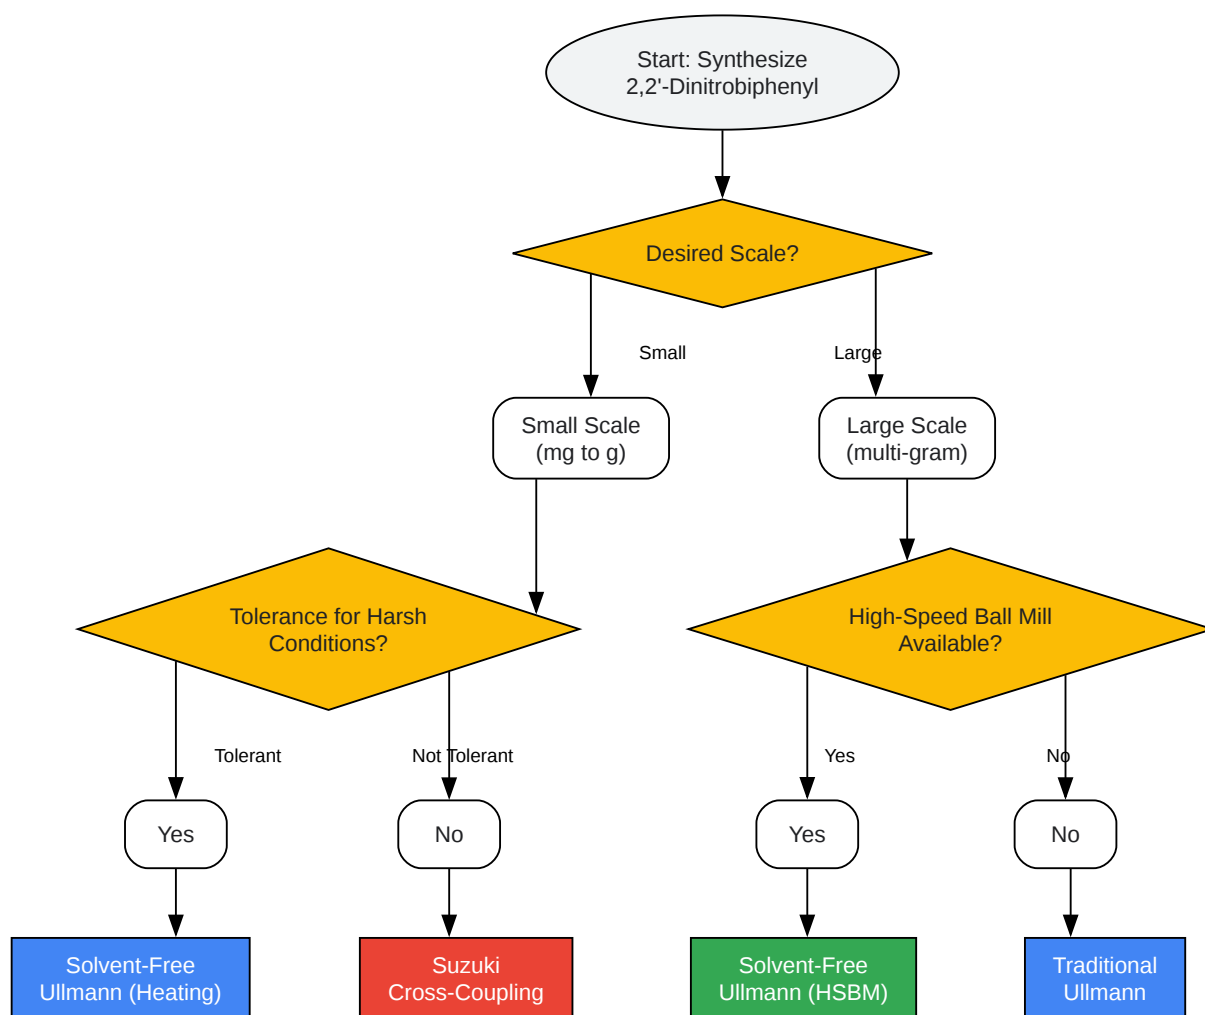 Start: Synthesize
2,2'-Dinitrobiphenyl
Desired Scale?
Small
Large
Small Scale
(mg to g)
Large Scale
(multi-gram)
Tolerance for Harsh
Conditions?
High-Speed Ball Mill
Available?
Tolerant
Not Tolerant
Yes
No
Yes
No
Yes
No
Solvent-Free
Ullmann (Heating)
Suzuki
Cross-Coupling
Solvent-Free
Ullmann (HSBM)
Traditional
Ullmann